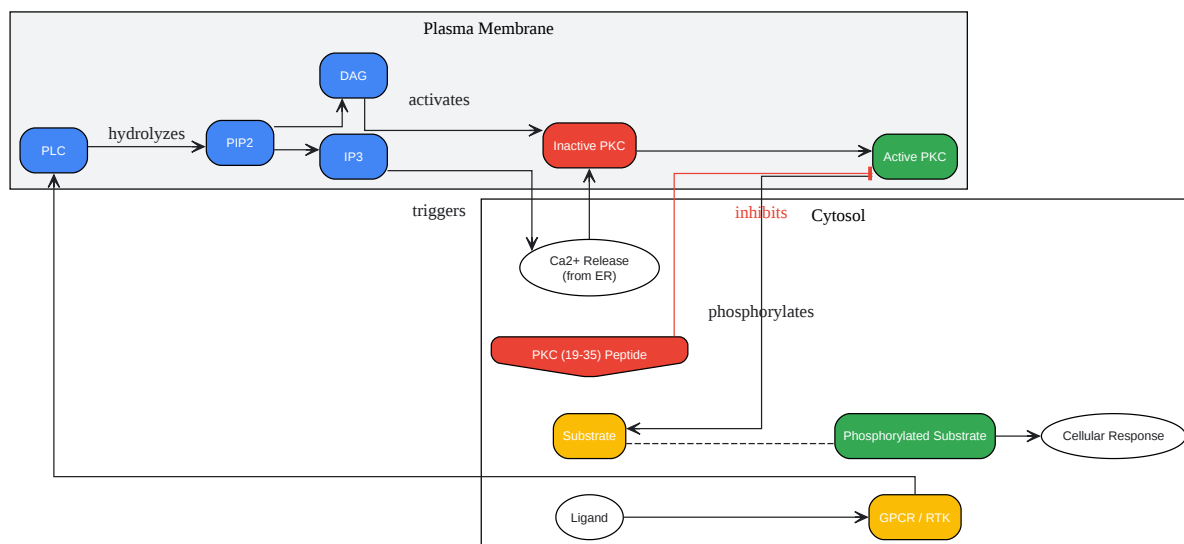 Plasma Membrane
DAG
activates
hydrolyzes
PLC
PIP2
IP3
Inactive PKC
Active PKC
triggers
inhibits
Cytosol
Ca2+ Release
(from ER)
phosphorylates
PKC (19-35) Peptide
Substrate
Phosphorylated Substrate
Cellular Response
Ligand
GPCR / RTK